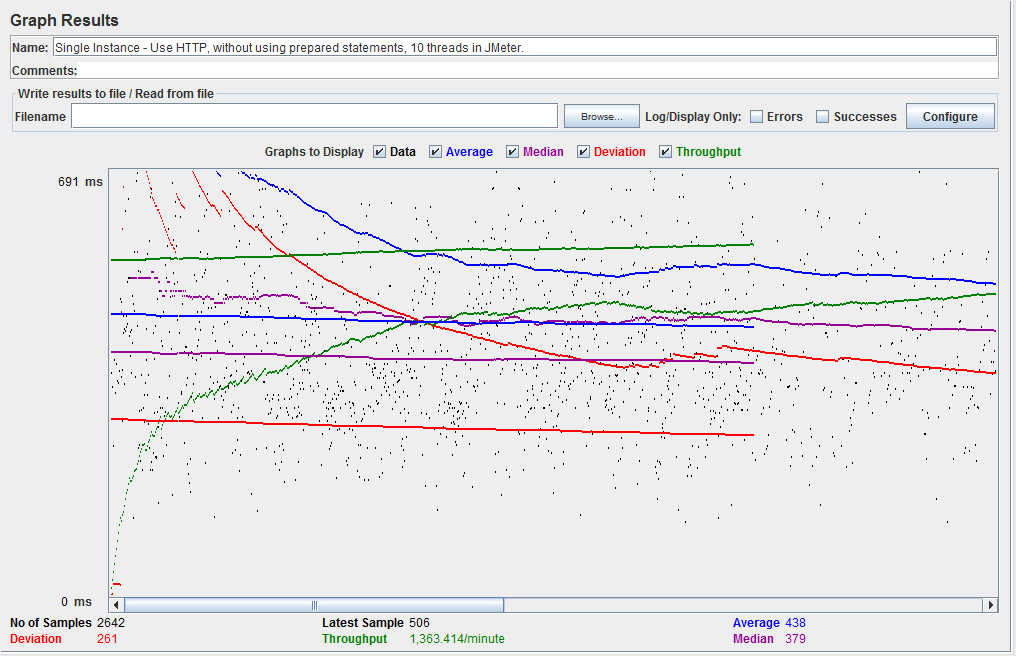 Graph Results
Name: Single Instance - Use HTTP, without using prepared statements, 10 threads in JMeter.
Comments:
Write results to file / Read from file
Filename Browse... Log/Display Only: Errors Successes Configure
Graphs to Display Data Average Median Deviation Throughput
691 ms
0 ms
No of Samples 2642 Latest Sample 506 Average 438
Deviation 261 Throughput 1,363.414/minute Median 379